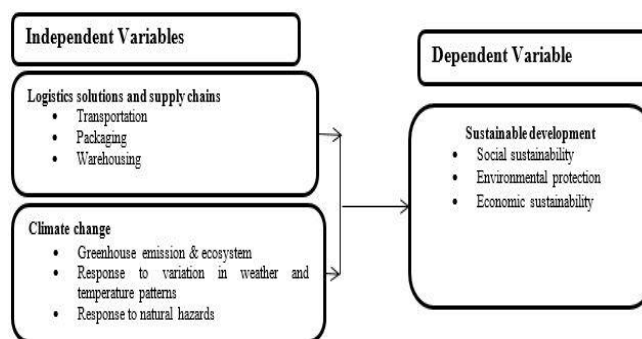 Independent Variables
Logistics solutions and supply chains
• Transportation
• Packaging
• Warehousing
Climate change
• Greenhouse emission & ecosystem
• Response to variation in weather and
temperature patterns
• Response to natural hazards
Dependent Variable
Sustainable development
• Social sustainability
• Environmental protection
• Economic sustainability